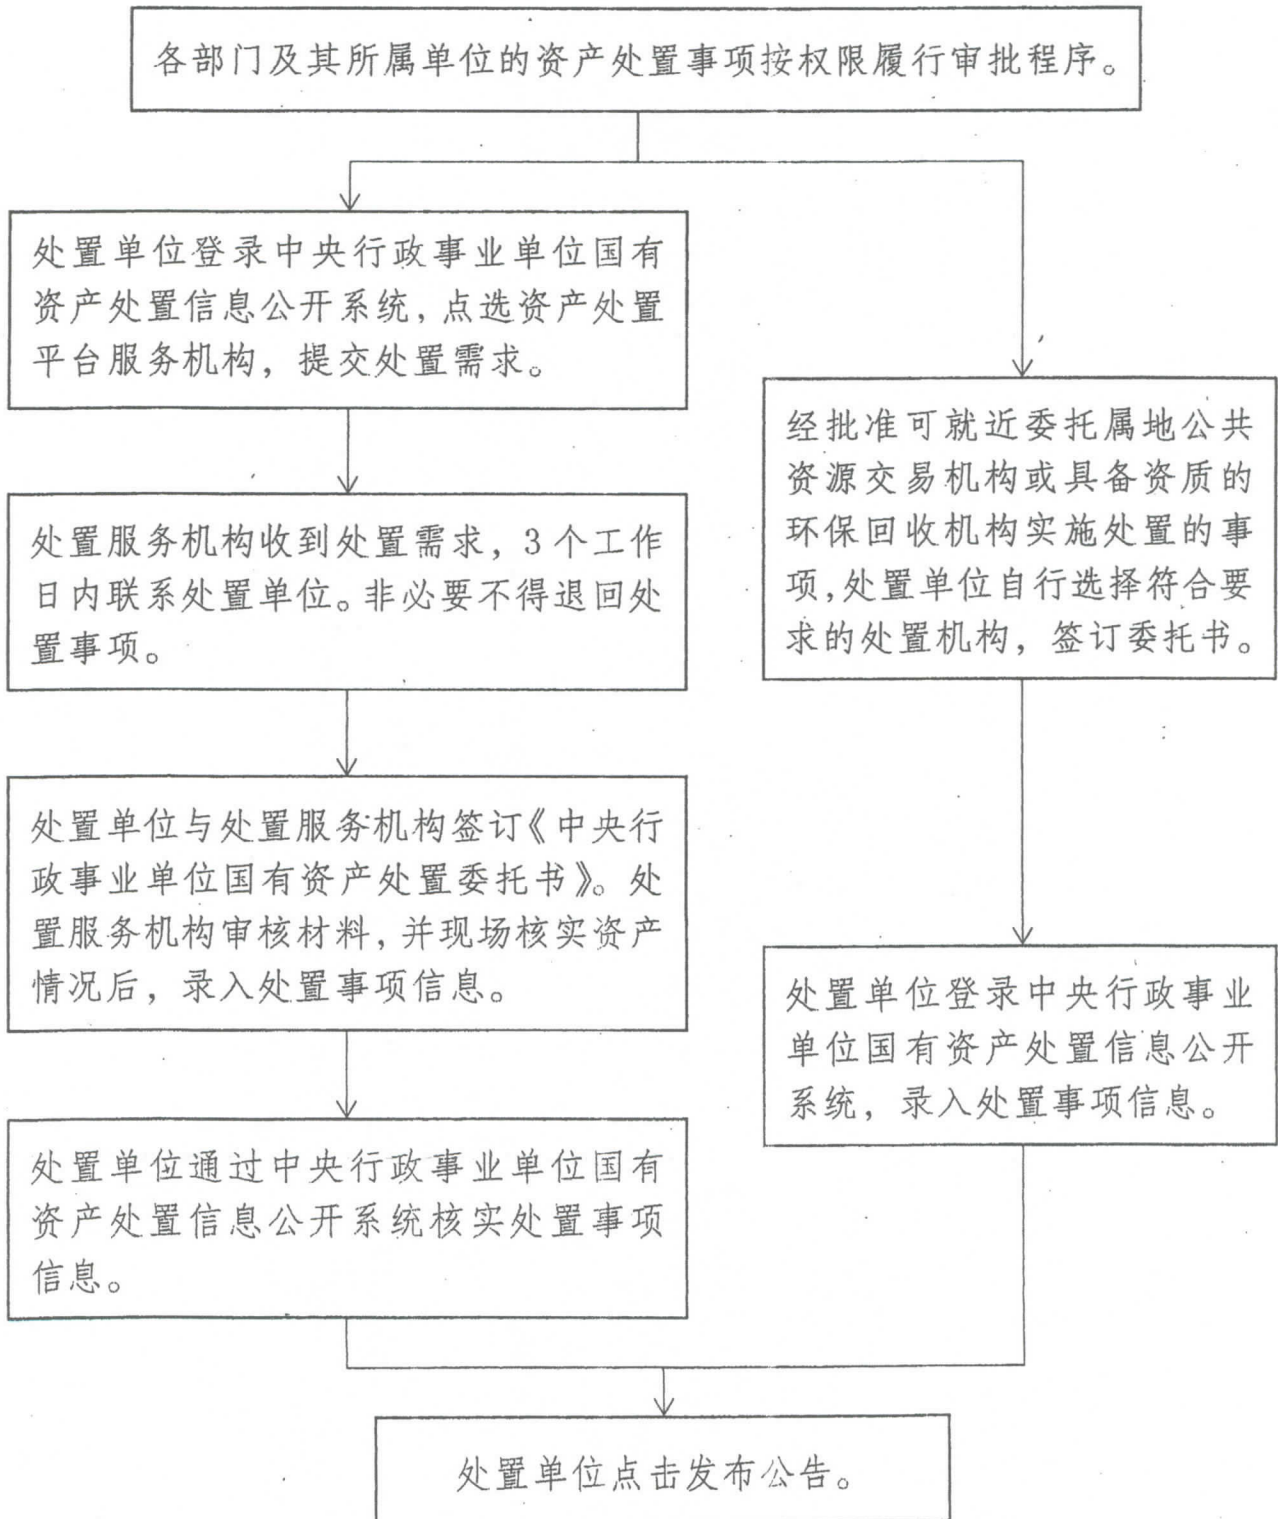 各部门及其所属单位的资产处置事项按权限履行审批程序。
处置单位登录中央行政事业单位国有
资产处置信息公开系统，点选资产处置
平台服务机构，提交处置需求。
处置服务机构收到处置需求，3个工作
日内联系处置单位。非必要不得退回处
置事项。
处置单位与处置服务机构签订《中央行
政事业单位国有资产处置委托书》。处
置服务机构审核材料，并现场核实资产
情况后，录入处置事项信息。
处置单位通过中央行政事业单位国有
资产处置信息公开系统核实处置事项
信息。
经批准可就近委托属地公共
资源交易机构或具备资质的
环保回收机构实施处置的事
项，处置单位自行选择符合要
求的处置机构，签订委托书。
处置单位登录中央行政事业
单位国有资产处置信息公开
系统，录入处置事项信息。
处置单位点击发布公告。